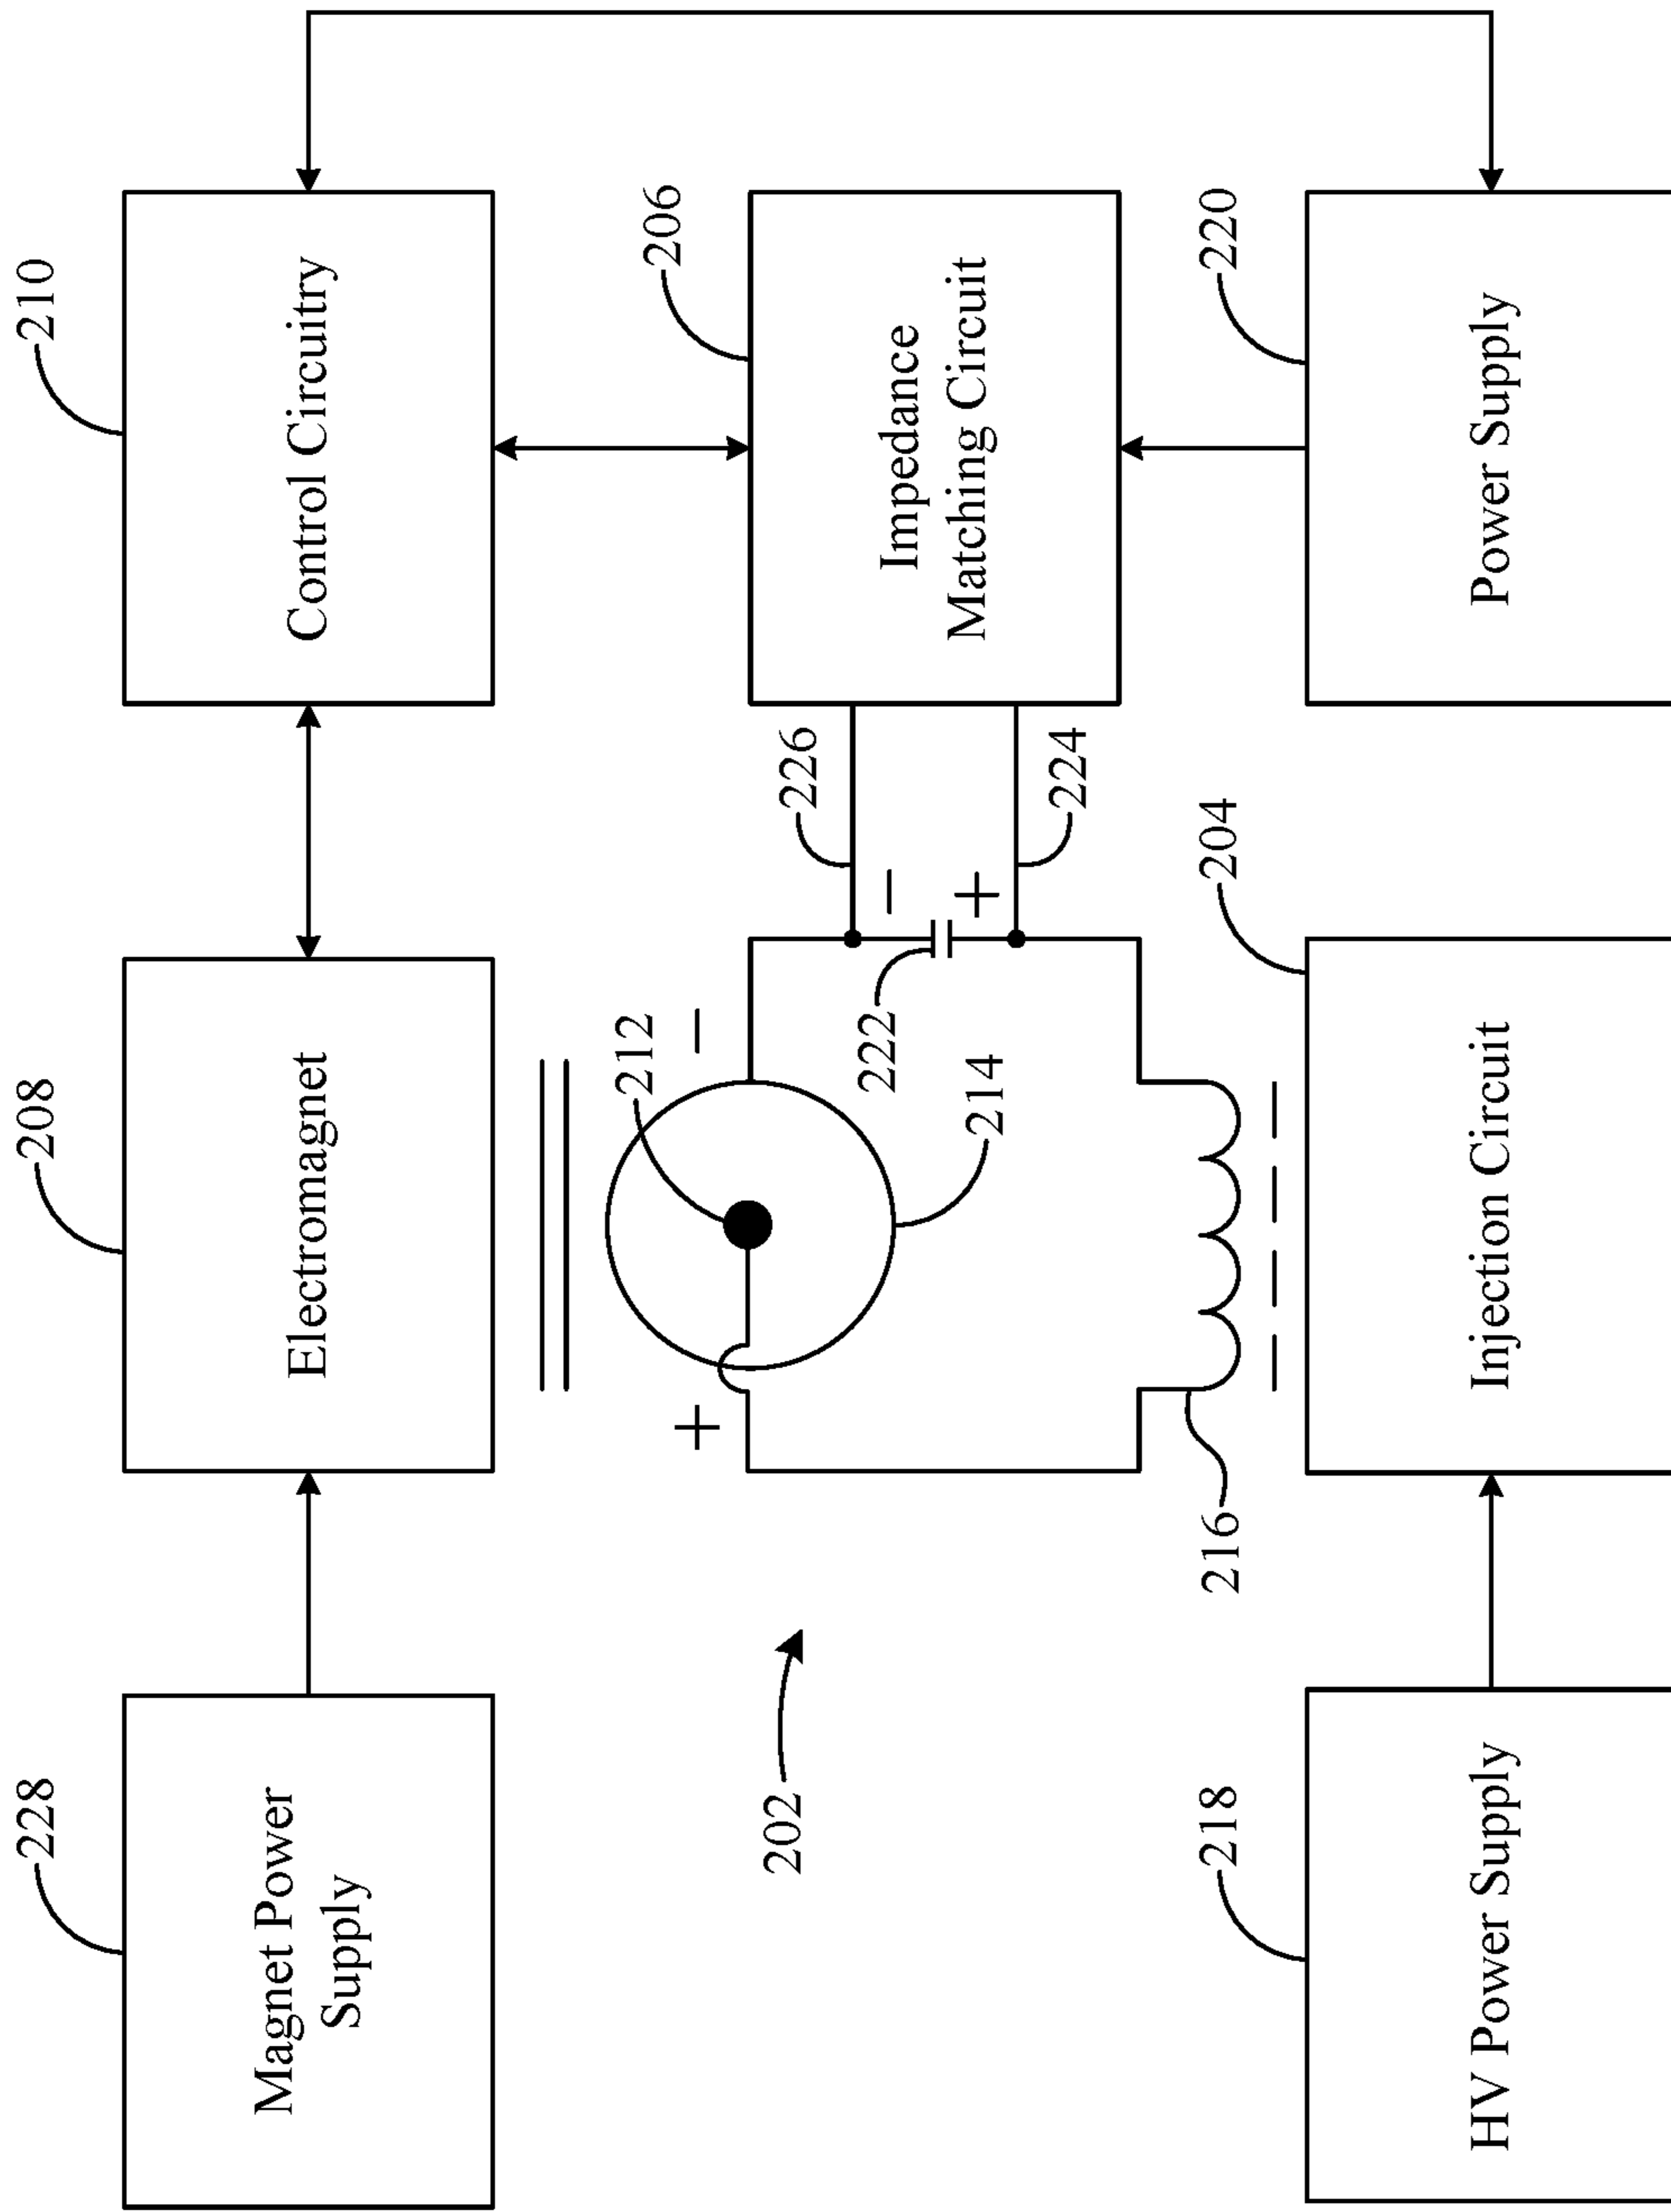 228
Magnet Power
Supply
208
Electromagnet
210
Control Circuitry
212
+
−
202
222
214
226
−
+
224
206
Impedance
Matching Circuit
216
218
HV Power Supply
204
Injection Circuit
220
Power Supply